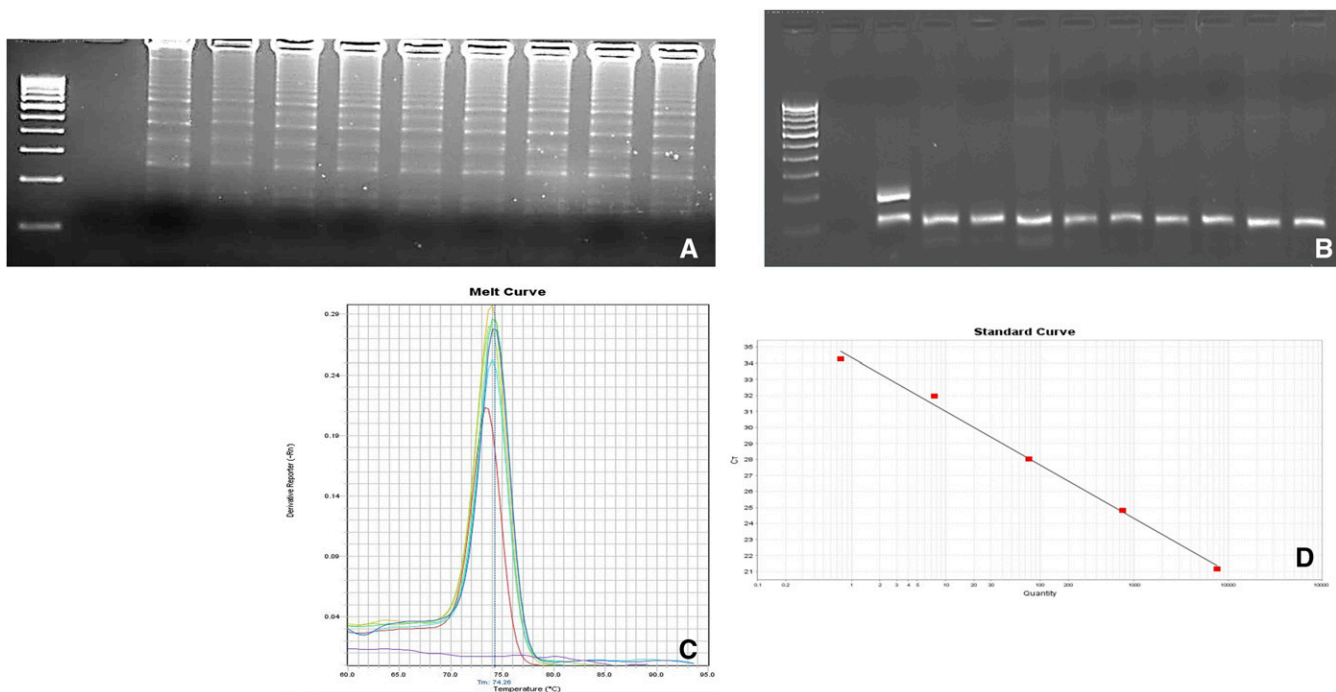 A
B
Melt Curve
0.29
0.24
0.19
0.14
0.09
0.04
Derivative Reporter (-Rn)
60.0 65.0 70.0 75.0 80.0 85.0 90.0 95.0
Tm: 74.26
Temperature (°C)
C
Standard Curve
35
34
33
32
31
30
29
28
27
26
25
24
23
22
21
CT
0.1 0.2 1 2 3 4 5 10 20 30 100 200 1000 10000
Quantity
D